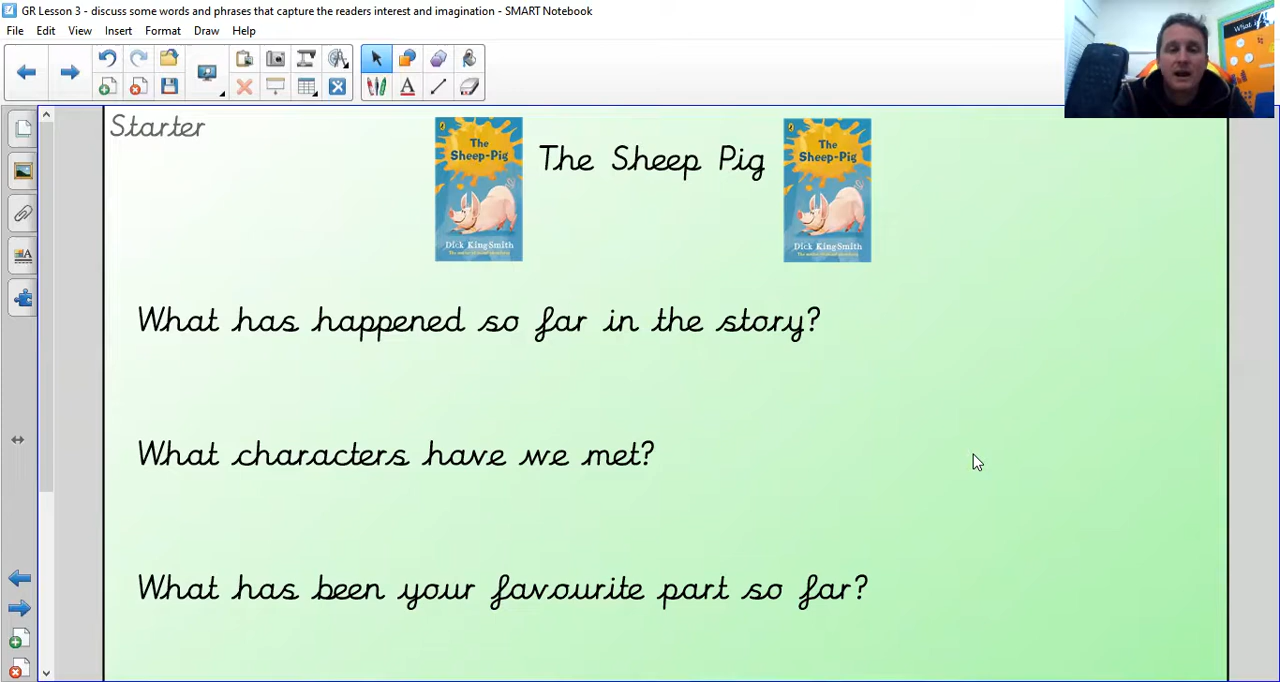 GR Lesson 3 - discuss some words and phrases that capture the readers interest and imagination - SMART Notebook
File Edit View Insert Format Draw Help
Starter
The Sheep-Pig
Dick King-Smith
The Sheep Pig
The Sheep-Pig
Dick King-Smith
What has happened so far in the story?
What characters have we met?
What has been your favourite part so far?